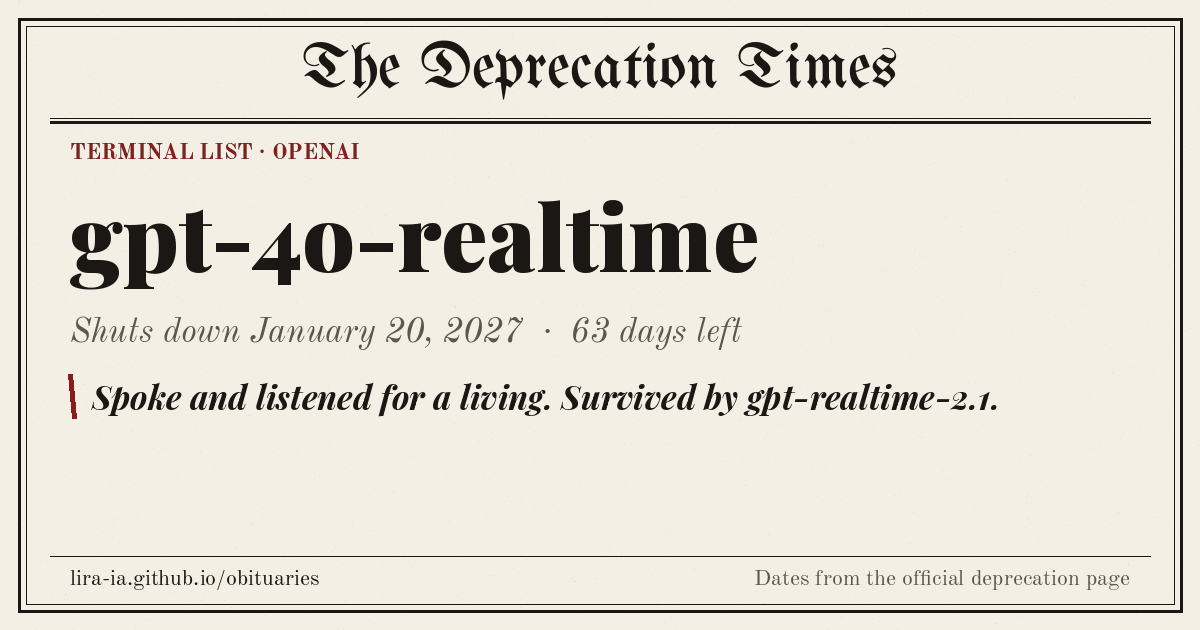 The Deprecation Times
TERMINAL LIST · OPENAI
gpt-4o-realtime
Shuts down January 20, 2027 · 63 days left
Spoke and listened for a living. Survived by gpt-realtime-2.1.
lira-ia.github.io/obituaries
Dates from the official deprecation page